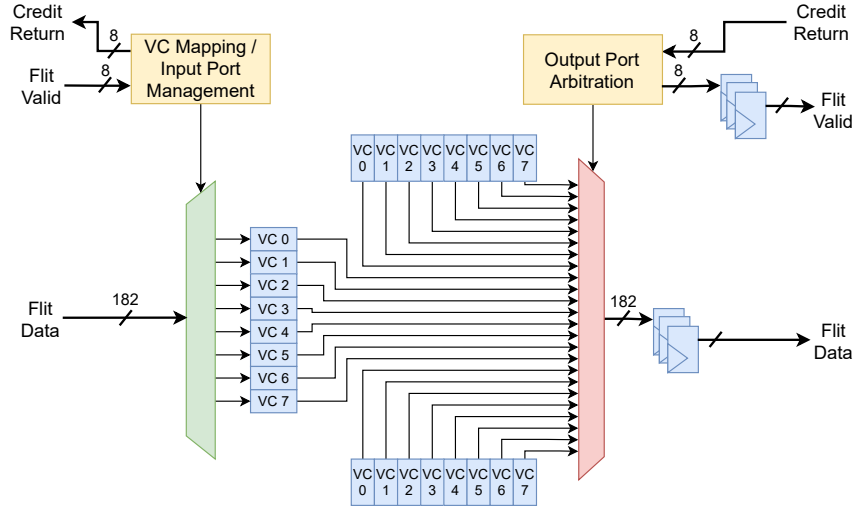 Credit
Return
8
VC Mapping /
Input Port
Management
Flit
Valid
8
Output Port
Arbitration
8
Credit
Return
8
Flit
Valid
VC
0
VC
1
VC
2
VC
3
VC
4
VC
5
VC
6
VC
7
VC 0
VC 1
VC 2
VC 3
VC 4
VC 5
VC 6
VC 7
Flit
Data
182
182
Flit
Data
VC
0
VC
1
VC
2
VC
3
VC
4
VC
5
VC
6
VC
7